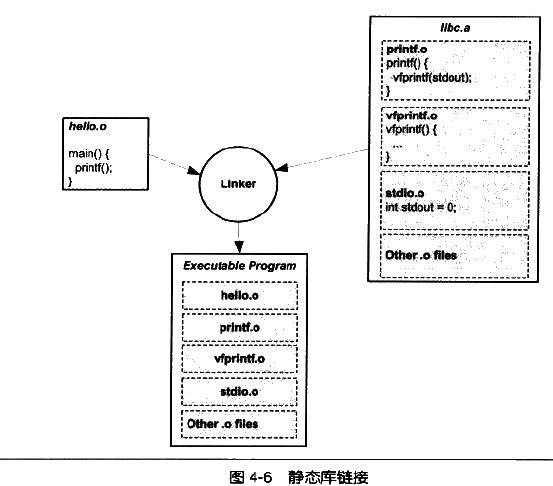 libc.a
printf.o
printf() {
vfprintf(stdout);
}
vfprintf.o
vfprintf() {
...
}
stdio.o
int stdout = 0;
Other .o files
hello.o
main() {
printf();
}
Linker
Executable Program
hello.o
printf.o
vfprintf.o
stdio.o
Other .o files
图 4-6 静态库链接